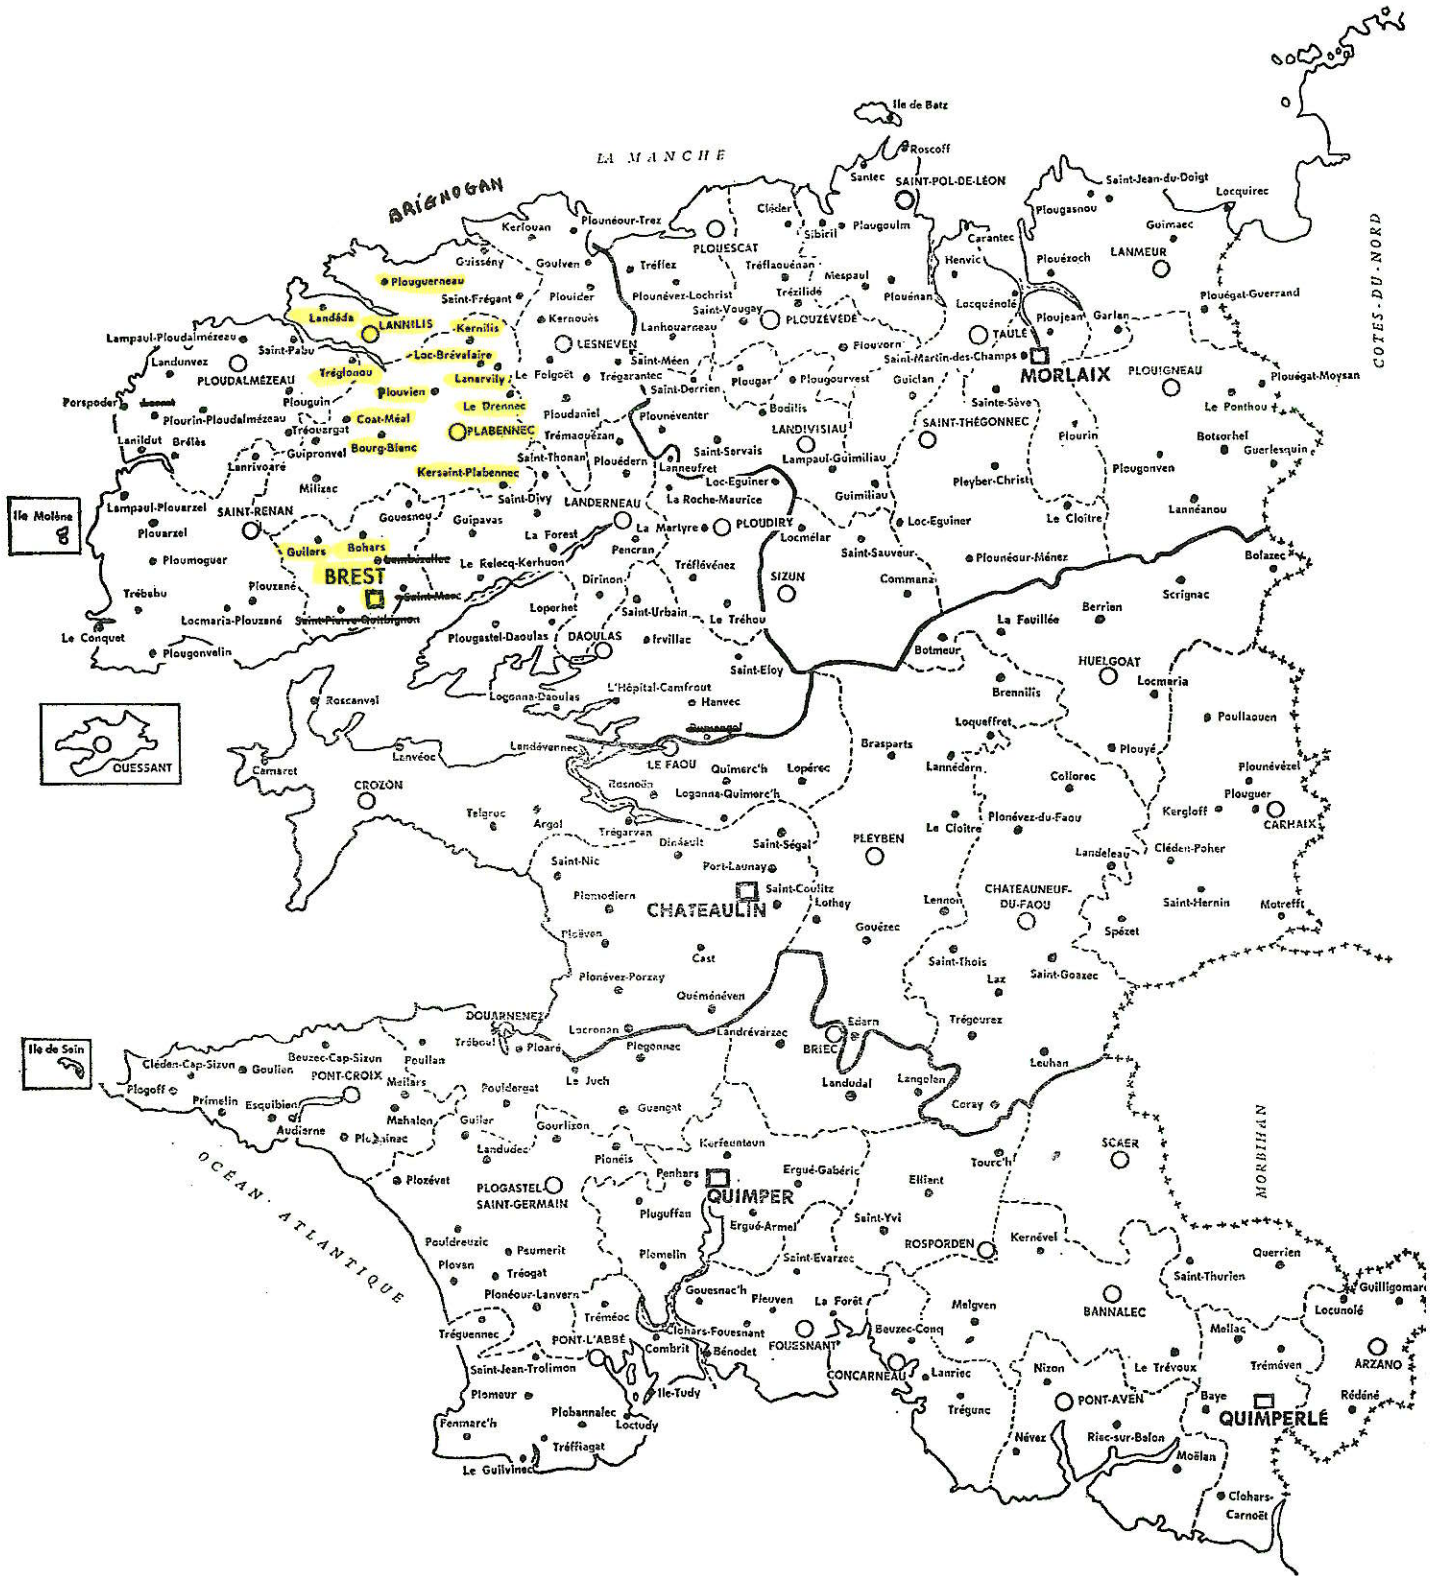 Ile de Batz
Roscoff
LA MANCHE
Santec
SAINT-POL-DE-LÉON
Saint-Jean-du-Doigt
Locquirec
BRIGNOGAN
Cléder
Plougasnou
Kerlouan
Plounéour-Trez
Sibiril
Plougoulm
Guimaec
Carantec
PLOUESCAT
LANMEUR
Guissény
Goulven
Tréflez
Tréflaouénan
Henvic
Plouézoch
COTES-DU-NORD
Plouguerneau
Mespaul
Saint-Frégant
Plouider
Plounévez-Lochrist
Trézilidé
Plouénan
Locquénolé
Plouégat-Guerrand
Landéda
LANNILIS
Kernilis
Kernouès
Lanhouarneau
Saint-Vougay
PLOUZÉVÉDÉ
TAULÉ
Ploujean
Garlan
Lampaul-Ploudalmézeau
Saint-Pabu
Loc-Brévalaire
LESNEVEN
Saint-Méen
Plouvorn
Saint-Martin-des-Champs
MORLAIX
Landunvez
PLOUDALMÉZEAU
Tréglonou
Lanarvily
Le Folgoët
Trégarantec
Saint-Derrien
Plougar
Plougourvest
Guiclan
PLOUIGNEAU
Plouégat-Moysan
Porspoder
Plourin-Ploudalmézeau
Plouguin
Plouvien
Le Drennec
Ploudaniel
Plounéventer
Bodilis
Sainte-Sève
Le Ponthou
Lanildut
Brélès
Tréouergat
Coat-Méal
PLABENNEC
Trémaouézan
LANDIVISIAU
SAINT-THÉGONNEC
Plourin
Botsorhel
Guipronvel
Bourg-Blanc
Saint-Thonan
Plouédern
Saint-Servais
Lampaul-Guimiliau
Plougonven
Guerlesquin
Lanrivoaré
Kersaint-Plabennec
Lanneufret
Loc-Eguiner
Pleyber-Christ
Milizac
Saint-Divy
LANDERNEAU
La Roche-Maurice
Guimiliau
Ile Molène
Lampaul-Plouarzel
SAINT-RENAN
Gouesnou
Guipavas
La Martyre
PLOUDIRY
Locmélar
Loc-Eguiner
Le Cloître
Lannéanou
Plouarzel
La Forest
Pencran
Saint-Sauveur
Plounéour-Ménez
Bolazec
Guilers
Bohars
Lambézellec
Ploumoguer
BREST
Le Relecq-Kerhuon
Dirinon
Tréflévénez
SIZUN
Commana
Scrignac
Trébabu
Plouzané
Saint-Marc
Loperhet
Saint-Urbain
Le Tréhou
Berrien
Locmaria-Plouzané
Saint-Pierre-Quilbignon
La Feuillée
Le Conquet
Plougonvelin
Plougastel-Daoulas
DAOULAS
Irvillac
Saint-Eloy
Botmeur
HUELGOAT
Locmaria
Roscanvel
Logonna-Daoulas
L'Hôpital-Camfrout
Hanvec
Brennilis
Loqueffret
Poullaouen
Rumengol
OUESSANT
Camaret
Lanvéoc
Landévennec
LE FAOU
Brasparts
Lannédern
Plouyé
CROZON
Rosnoën
Quimerc'h
Lopérec
Collorec
Plounévézel
Logonna-Quimerc'h
Plouguer
Kergloff
CARHAIX
Telgruc
Argol
Trégarvan
Le Cloître
Plonévez-du-Faou
Dinéault
Saint-Ségal
PLEYBEN
Landeleau
Cléden-Poher
Saint-Nic
Port-Launay
Plomodiern
CHATEAULIN
Saint-Coulitz
Lothey
Lennon
CHATEAUNEUF-
DU-FAOU
Saint-Hernin
Motreff
Ploéven
Gouézec
Spézet
Cast
Saint-Thois
Saint-Goazec
Plonévez-Porzay
Laz
Quéménéven
DOUARNENEZ
Locronan
Landrévarzec
Edern
Trégourez
Ile de Sein
Cléden-Cap-Sizun
Goulien
Beuzec-Cap-Sizun
Poullan
Tréboul
Ploaré
Plogonnec
BRIEC
Leuhan
PONT-CROIX
Le Juch
Landudal
Langolen
Plogoff
Primelin
Esquibien
Meilars
Pouldergat
Guengat
Coray
Audierne
Mahalon
Guiler
Gourlizon
MORBIHAN
Plouhinec
Landudec
Plonéis
Kerfeunteun
SCAER
OCÉAN ATLANTIQUE
Plozévet
PLOGASTEL-
SAINT-GERMAIN
Penhars
QUIMPER
Ergué-Gabéric
Tourc'h
Elliant
Pluguffan
Ergué-Armel
Saint-Yvi
Pouldreuzic
Peumerit
Plomelin
Saint-Evarzec
ROSPORDEN
Kernével
Querrien
Plovan
Tréogat
Saint-Thurien
Guilligomarc
Plonéour-Lanvern
Gouesnac'h
Pleuven
La Forêt
Melgven
BANNALEC
Locunolé
Tréméoc
Tréguennec
PONT-L'ABBÉ
Clohars-Fouesnant
FOUESNANT
Beuzec-Conq
Mellac
Combrit
Bénodet
Tréméven
ARZANO
Saint-Jean-Trolimon
CONCARNEAU
Lanriec
Nizon
Le Trévoux
Plomeur
Ile-Tudy
Trégunc
PONT-AVEN
Baye
QUIMPERLÉ
Rédéné
Penmarc'h
Plobannalec
Loctudy
Névez
Riec-sur-Belon
Tréffiagat
Moëlan
Le Guilvinec
Clohars-
Carnoët